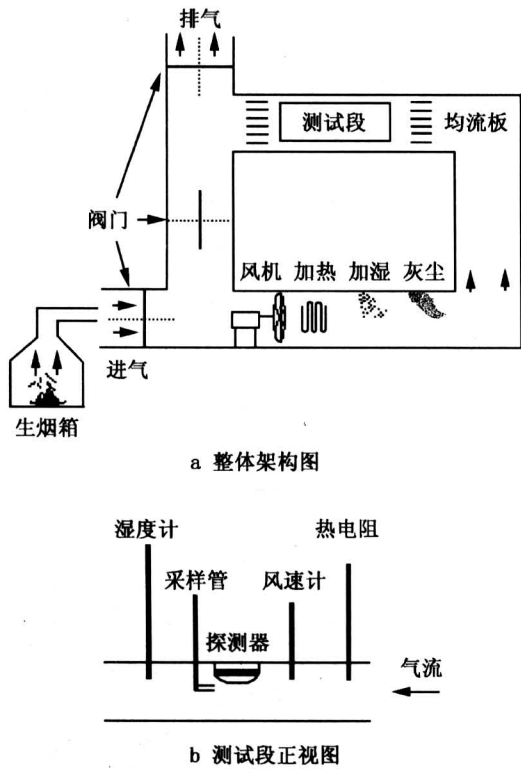 排气
测试段
均流板
阀门
风机 加热 加湿 灰尘
进气
生烟箱
a 整体架构图
湿度计
热电阻
采样管
风速计
探测器
气流
b 测试段正视图